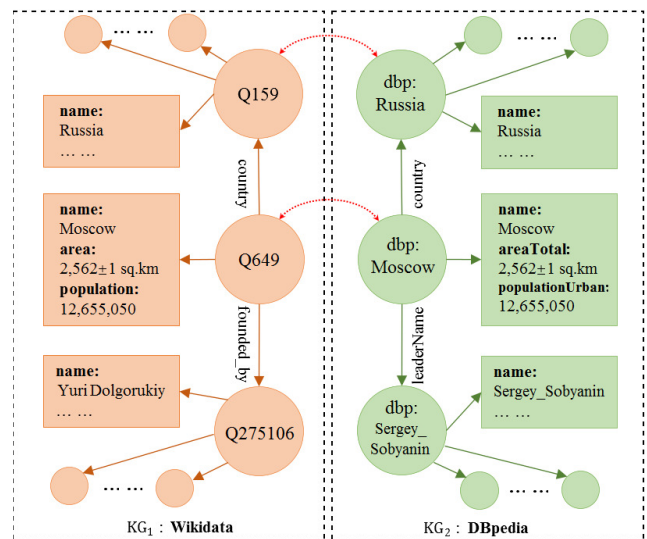 ... ...
Q159
name:
Russia
... ...
country
name:
Moscow
area:
2,562±1 sq.km
population:
12,655,050
Q649
founded_by
name:
Yuri Dolgorukiy
... ...
Q275106
... ...
KG₁ : Wikidata
... ...
dbp:
Russia
name:
Russia
... ...
country
dbp:
Moscow
name:
Moscow
areaTotal:
2,562±1 sq.km
populationUrban:
12,655,050
leaderName
dbp:
Sergey_
Sobyanin
name:
Sergey_Sobyanin
... ...
... ...
KG₂ : DBpedia